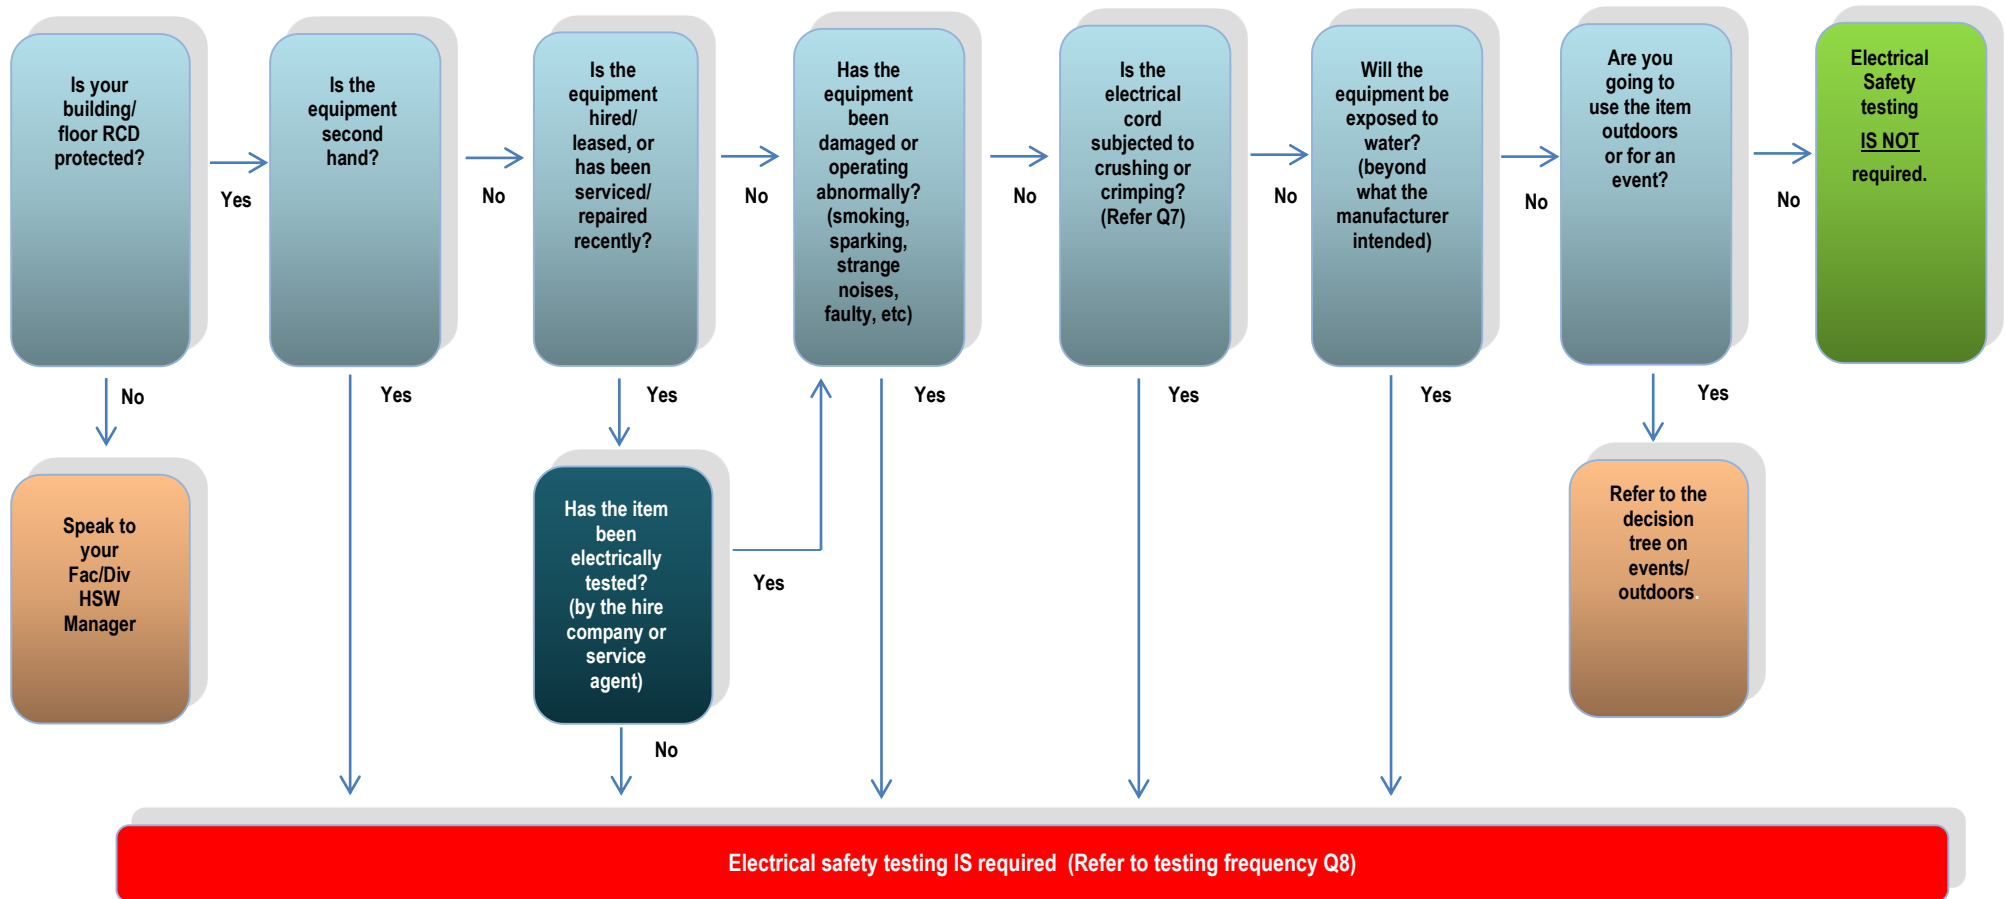 Is your
building/
floor RCD
protected?
Yes
No
Is the
equipment
second
hand?
No
Yes
Is the
equipment
hired/
leased, or
has been
serviced/
repaired
recently?
No
Yes
Has the
equipment
been
damaged or
operating
abnormally?
(smoking,
sparking,
strange
noises,
faulty, etc)
No
Yes
Is the
electrical
cord
subjected to
crushing or
crimping?
(Refer Q7)
No
Yes
Will the
equipment be
exposed to
water?
(beyond
what the
manufacturer
intended)
No
Yes
Are you
going to
use the item
outdoors
or for an
event?
No
Yes
Electrical
Safety
testing
IS NOT
required.
Speak to
your
Fac/Div
HSW
Manager
Has the item
been
electrically
tested?
(by the hire
company or
service
agent)
Yes
No
Refer to the
decision
tree on
events/
outdoors.
Electrical safety testing IS required (Refer to testing frequency Q8)